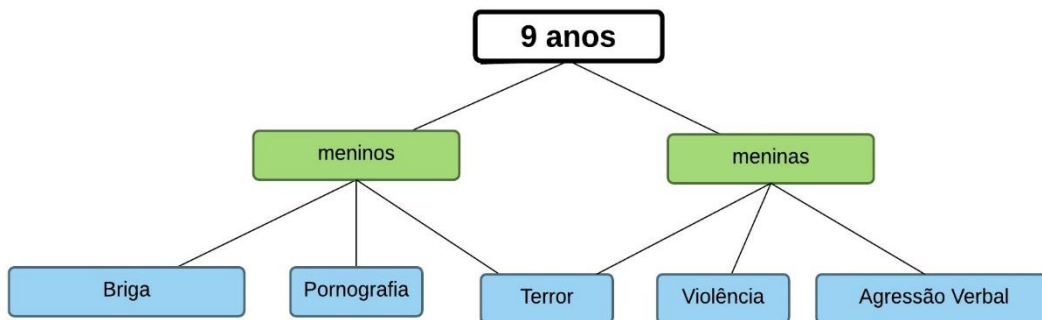 9 anos
meninos
meninas
Briga
Pornografia
Terror
Violência
Agressão Verbal